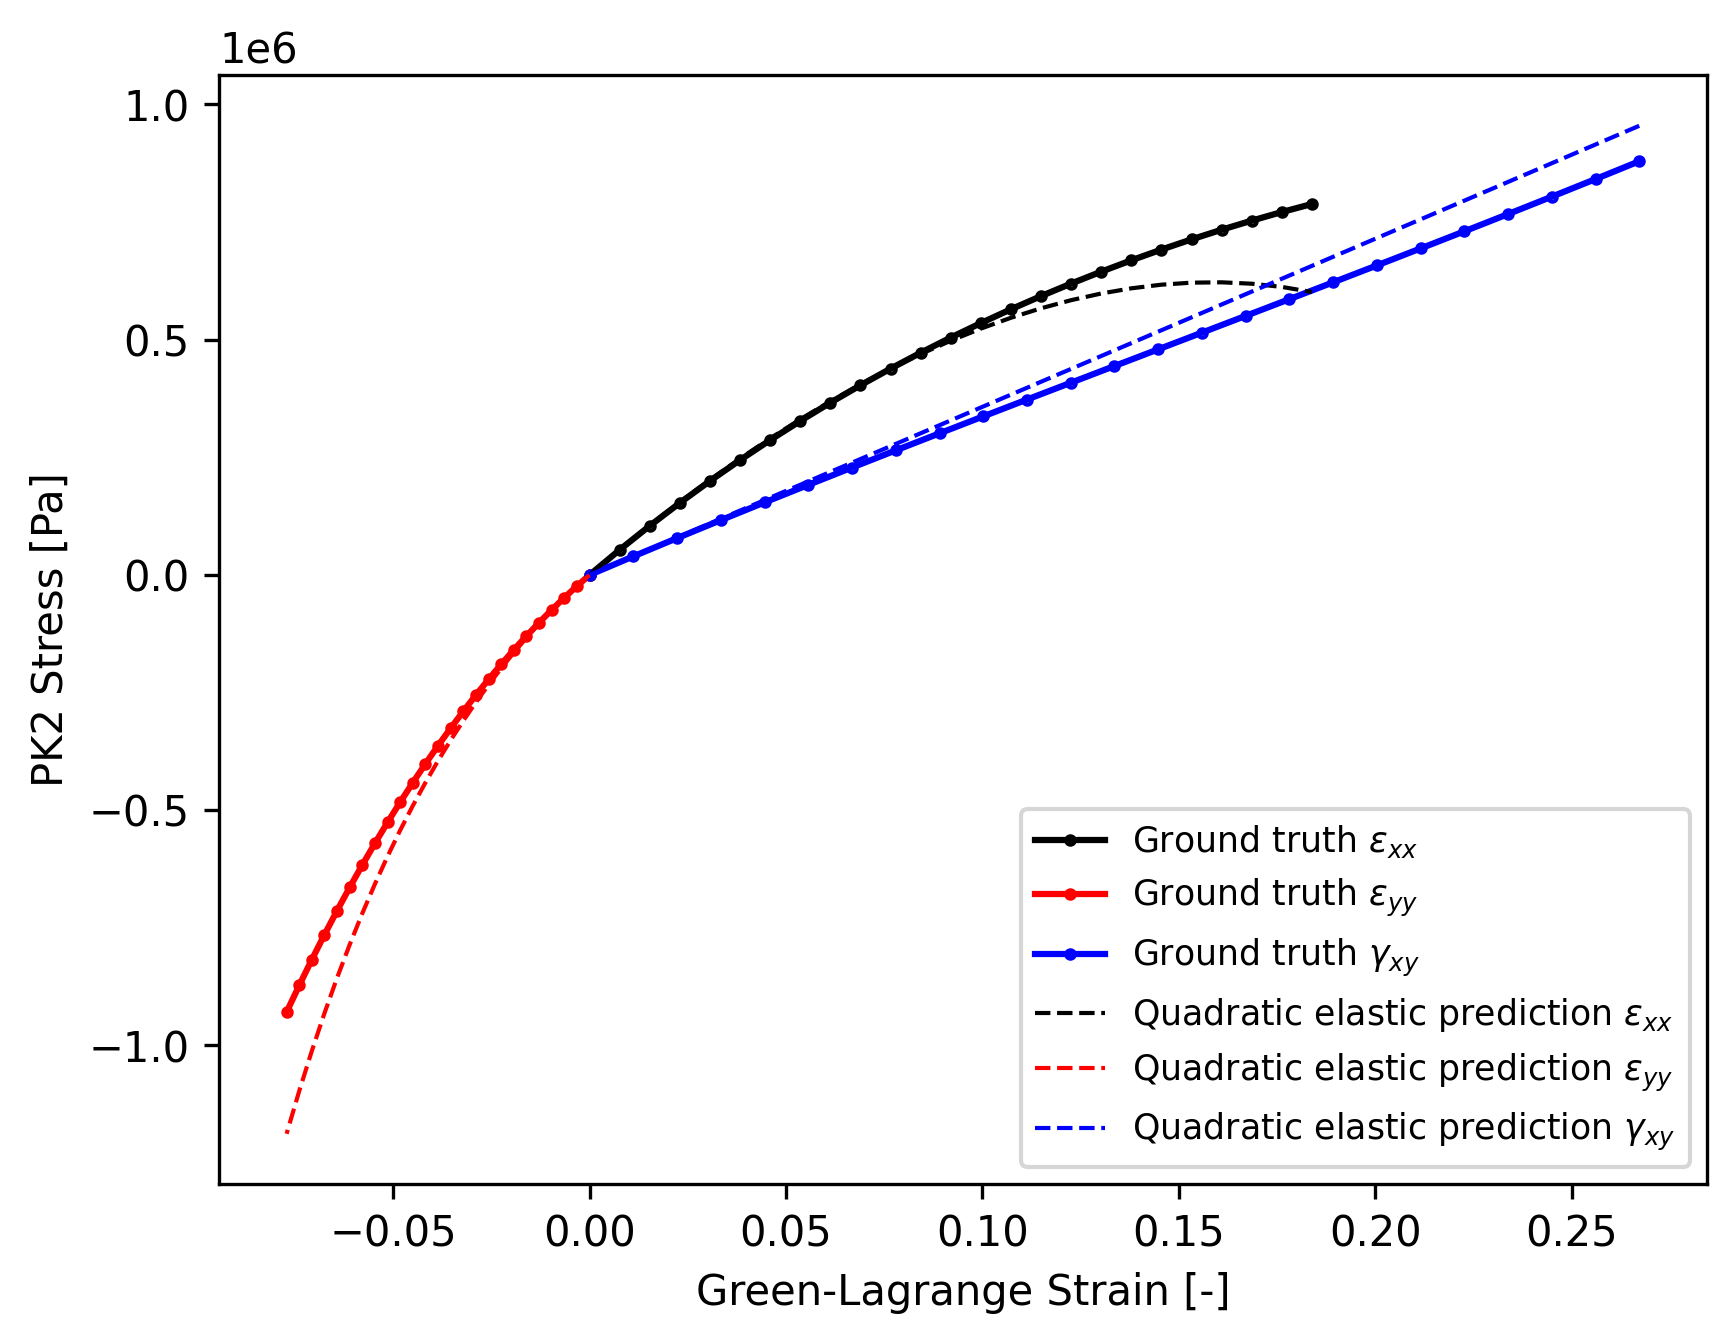 1e6
1.0
0.5
0.0
−0.5
−1.0
PK2 Stress [Pa]
Ground truth εxx
Ground truth εyy
Ground truth γxy
Quadratic elastic prediction εxx
Quadratic elastic prediction εyy
Quadratic elastic prediction γxy
−0.05 0.00 0.05 0.10 0.15 0.20 0.25
Green-Lagrange Strain [-]